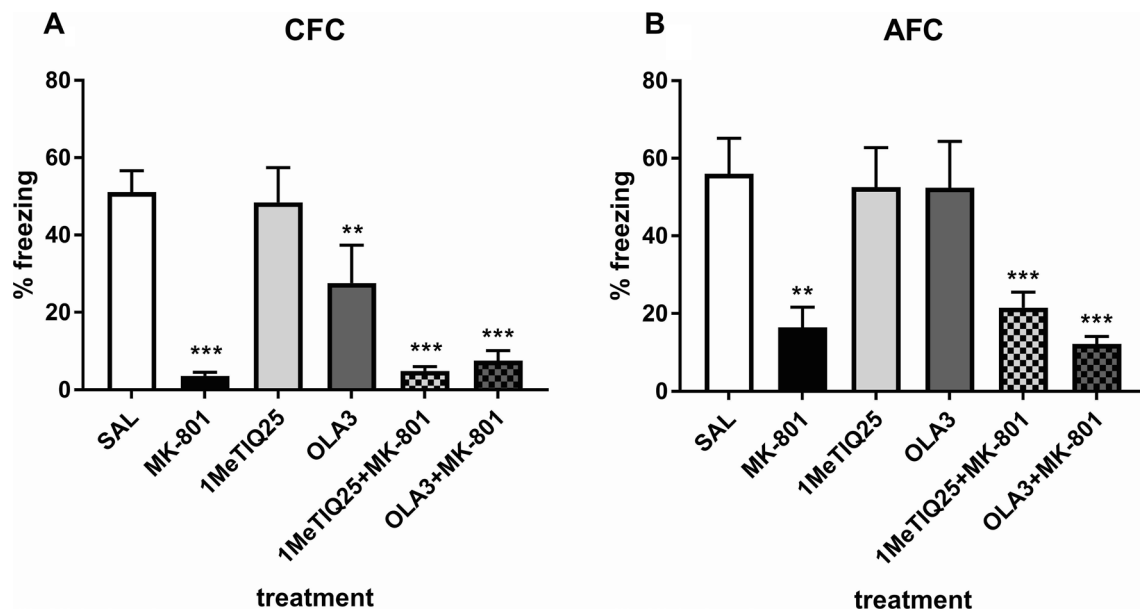 A
CFC
% freezing
80
60
40
20
0
***
**
***
***
SAL
MK-801
1MeTIQ25
OLA3
1MeTIQ25+MK-801
OLA3+MK-801
treatment
B
AFC
% freezing
80
60
40
20
0
**
***
***
SAL
MK-801
1MeTIQ25
OLA3
1MeTIQ25+MK-801
OLA3+MK-801
treatment